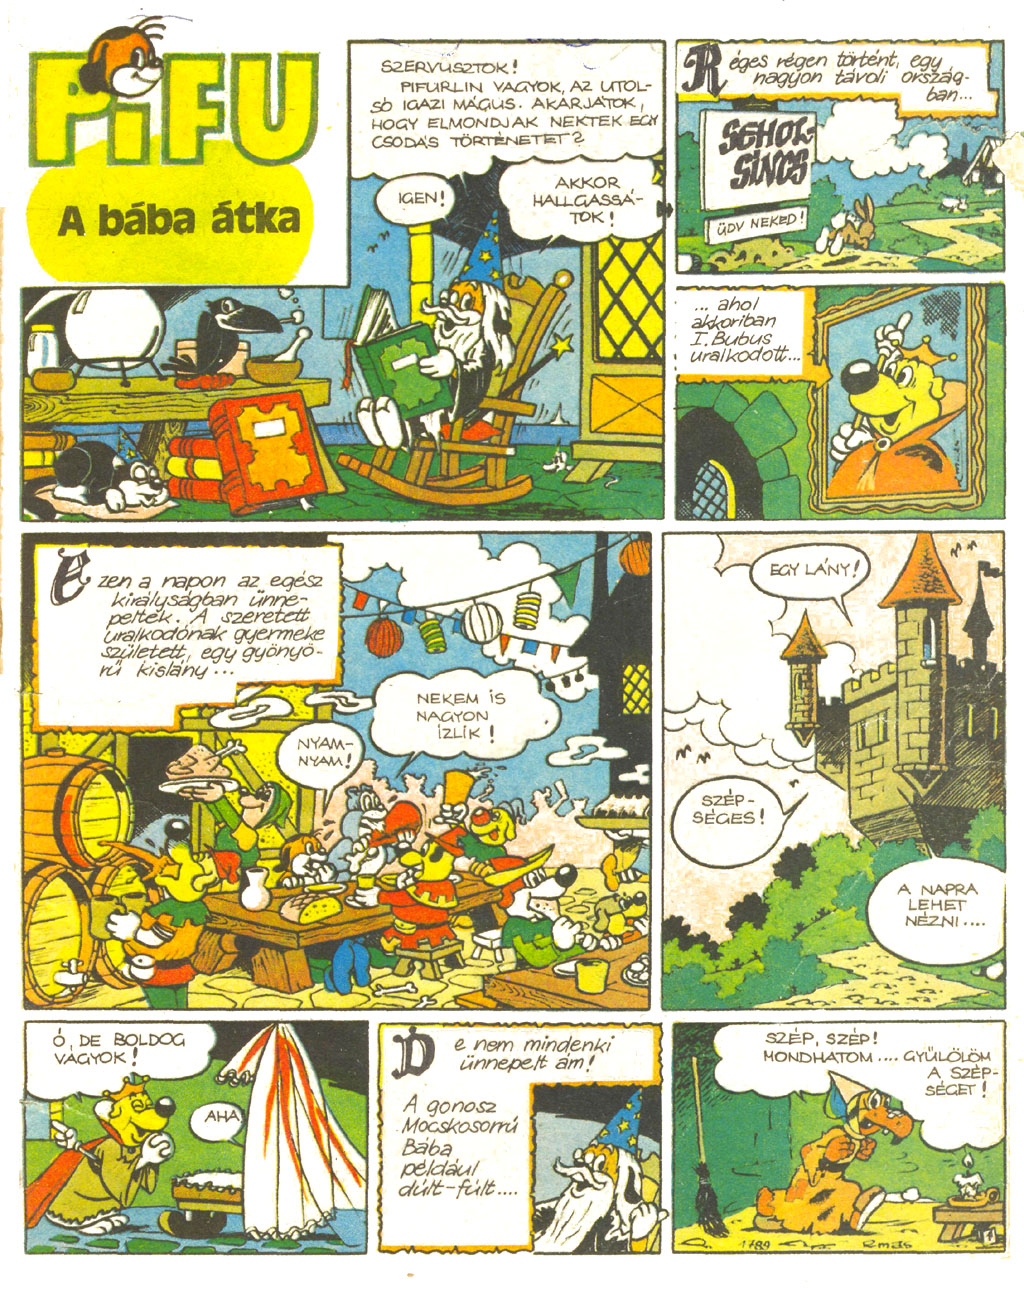 PiFU
A bába átka
SZERVUSZTOK!
PIFURLIN VAGYOK, AZ UTOL-
SÓ IGAZI MÁGUS. AKARJÁTOK,
HOGY ELMONDJAK NEKTEK EGY
CSODÁS TÖRTÉNETET?
IGEN!
AKKOR
HALLGASSÁ-
TOK!
Réges régen történt, egy
nagyon távoli ország-
ban...
SEHOL-
SINCS
ÜDV NEKED!
... ahol
akkoriban
I. Bubus
uralkodott...
Ezen a napon az egész
királyságban ünne-
peltek. A szeretett
uralkodónak gyermeke
született, egy gyönyö-
rű kislány...
NYAM-
NYAM!
NEKEM IS
NAGYON
ÍZLIK!
EGY LÁNY!
SZÉP-
SÉGES!
A NAPRA
LEHET
NÉZNI....
Ó, DE BOLDOG
VAGYOK!
AHA
De nem mindenki
ünnepelt ám!
A gonosz
Mocskosorrú
Bába
például
dúlt-fúlt....
SZÉP, SZÉP!
MONDHATOM.... GYŰLÖLÖM
A SZÉP-
SÉGET!